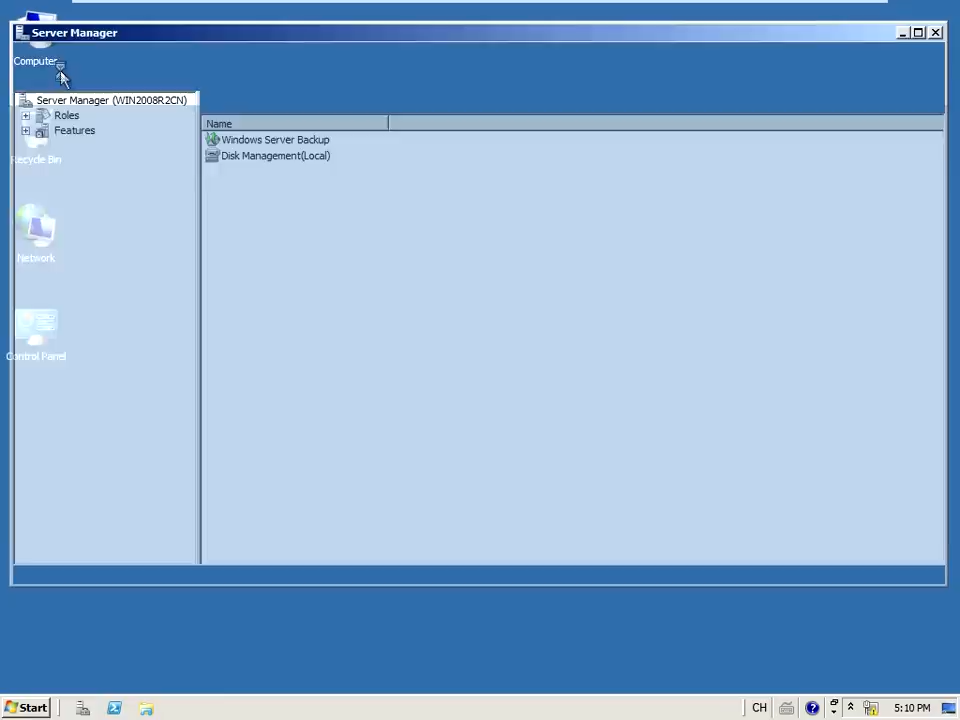 Server Manager
Computer
Server Manager (WIN2008R2CN)
Roles
Features
Recycle Bin
Network
Control Panel
Name
Windows Server Backup
Disk Management(Local)
Start
CH
5:10 PM